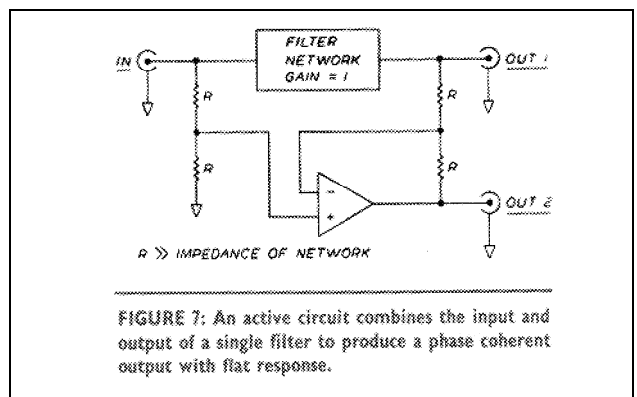 FILTER
NETWORK
GAIN = 1
IN
OUT 1
R
R
R
R
-
+
OUT 2
R >> IMPEDANCE OF NETWORK
FIGURE 7: An active circuit combines the input and
output of a single filter to produce a phase coherent
output with flat response.